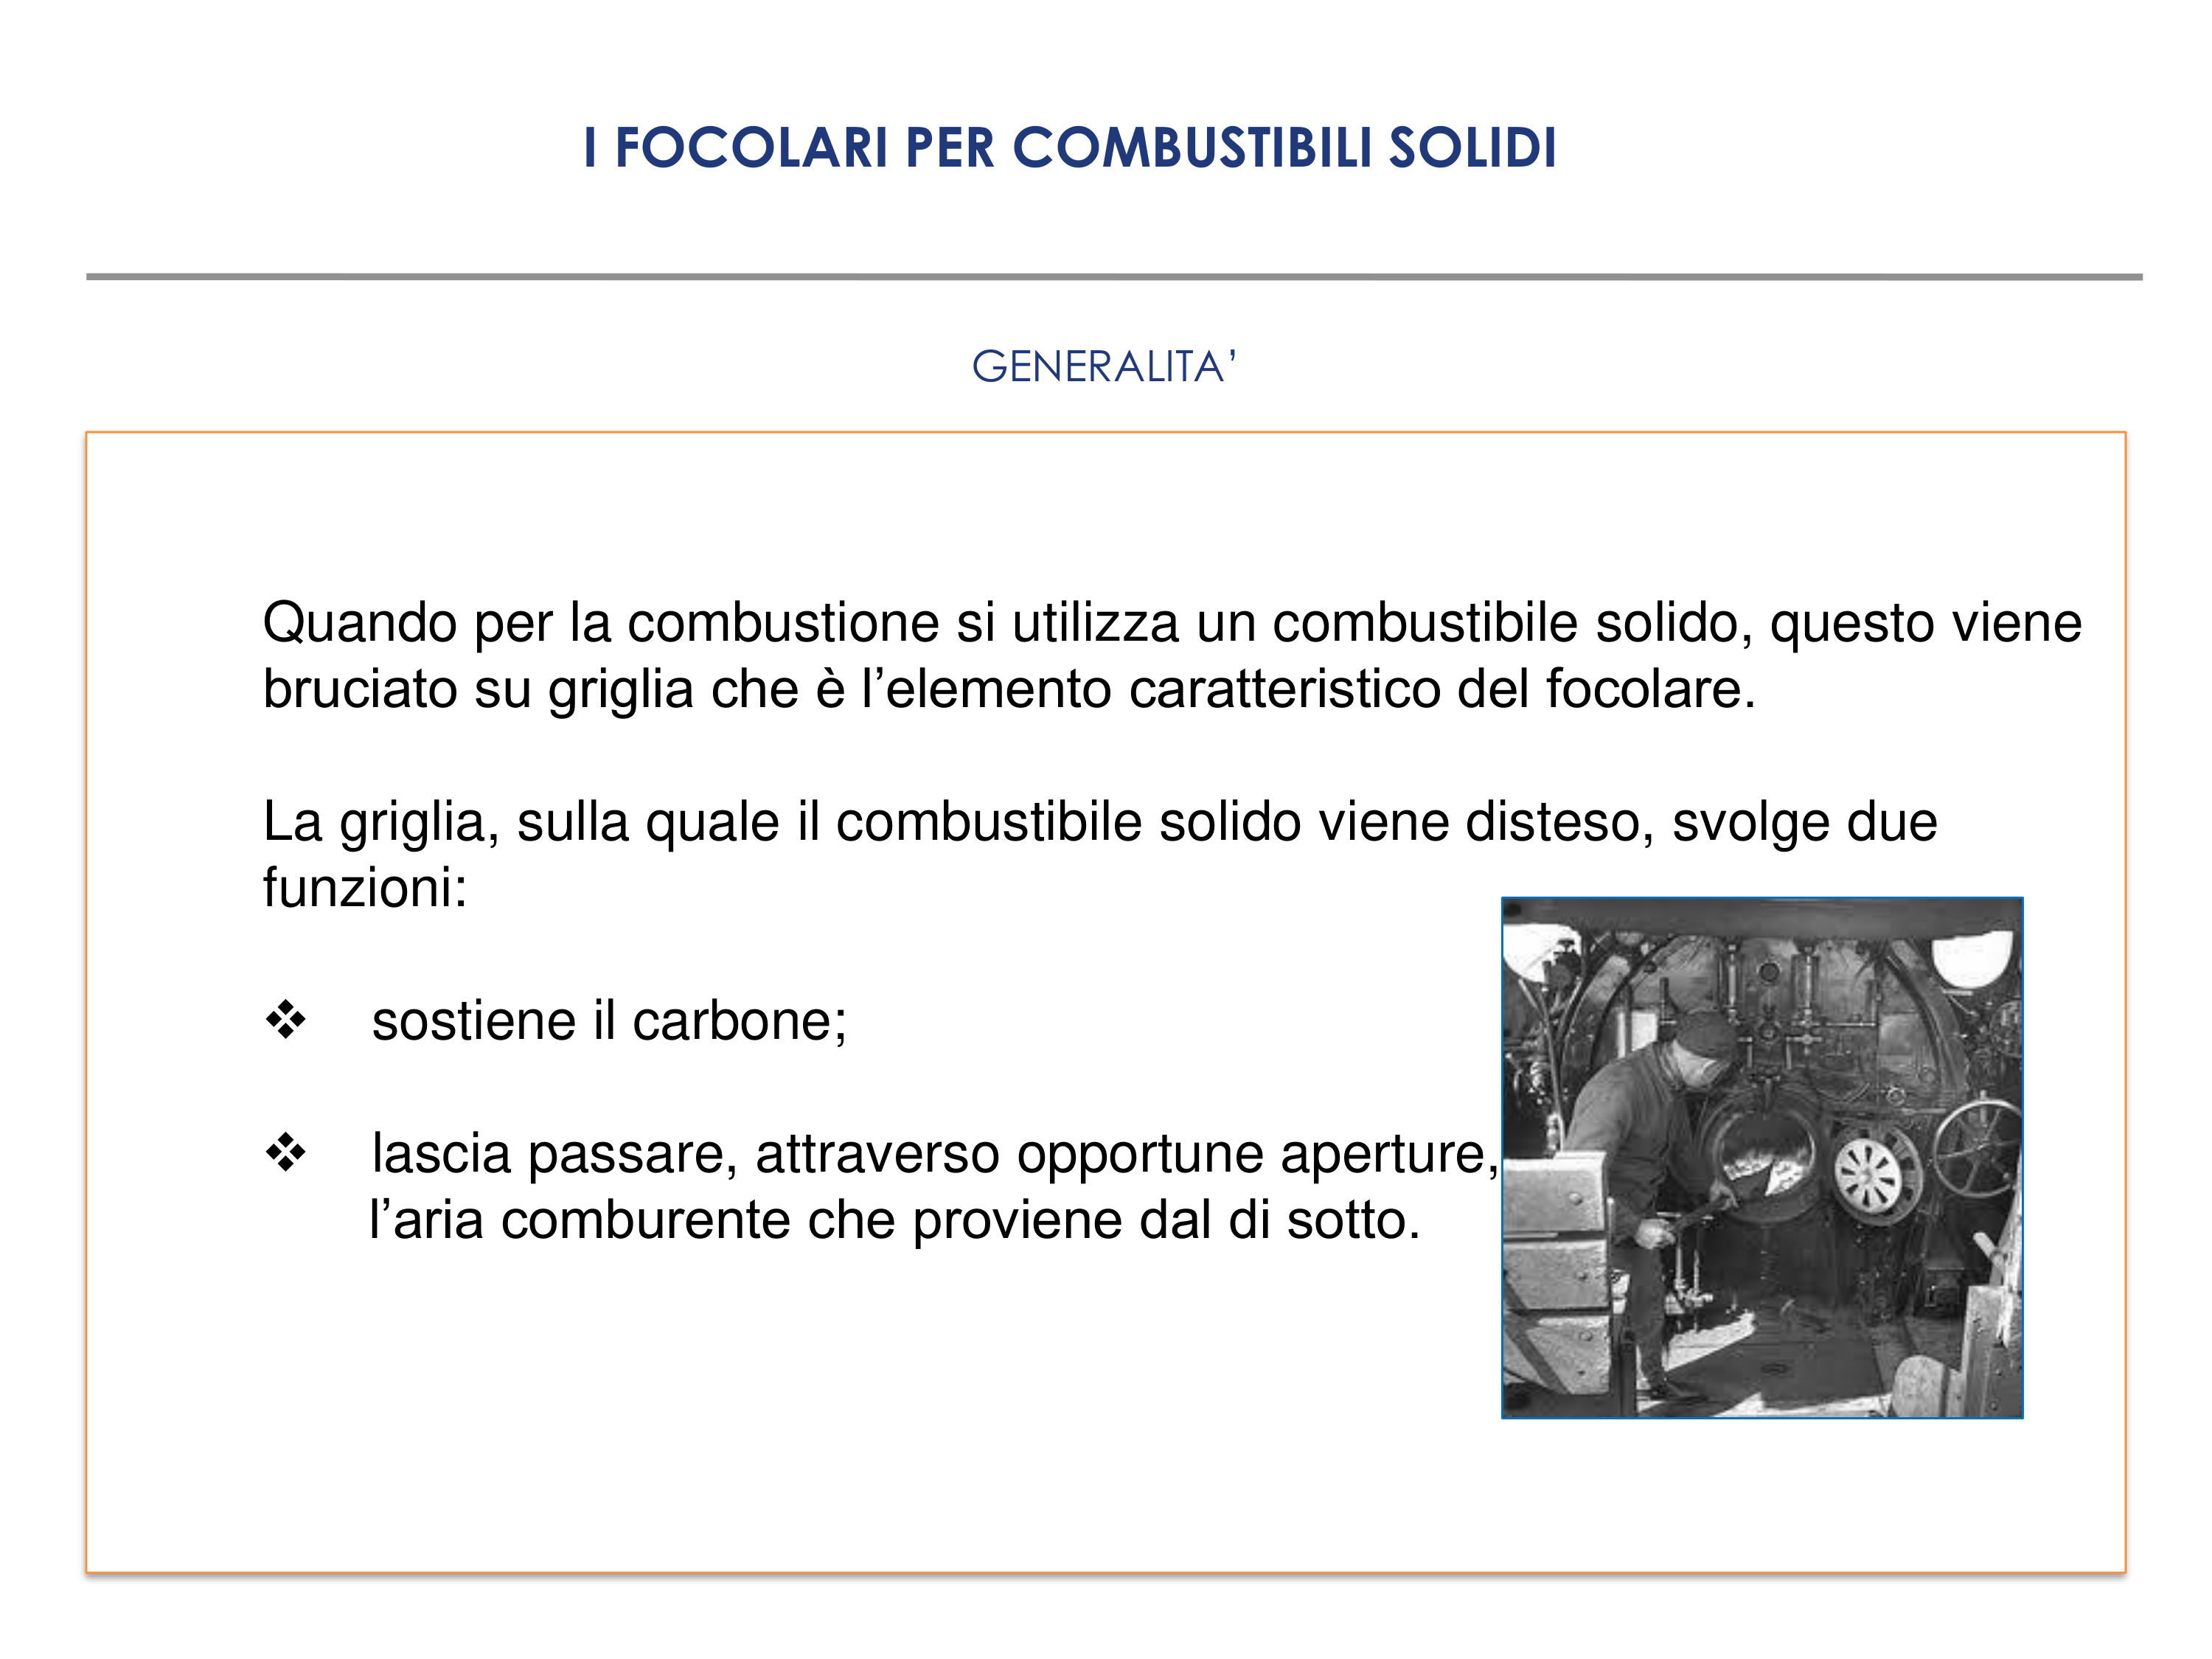 I FOCOLARI PER COMBUSTIBILI SOLIDI
GENERALITA’
Quando per la combustione si utilizza un combustibile solido, questo viene
bruciato su griglia che è l’elemento caratteristico del focolare.
La griglia, sulla quale il combustibile solido viene disteso, svolge due
funzioni:
❖ sostiene il carbone;
❖ lascia passare, attraverso opportune aperture,
l’aria comburente che proviene dal di sotto.